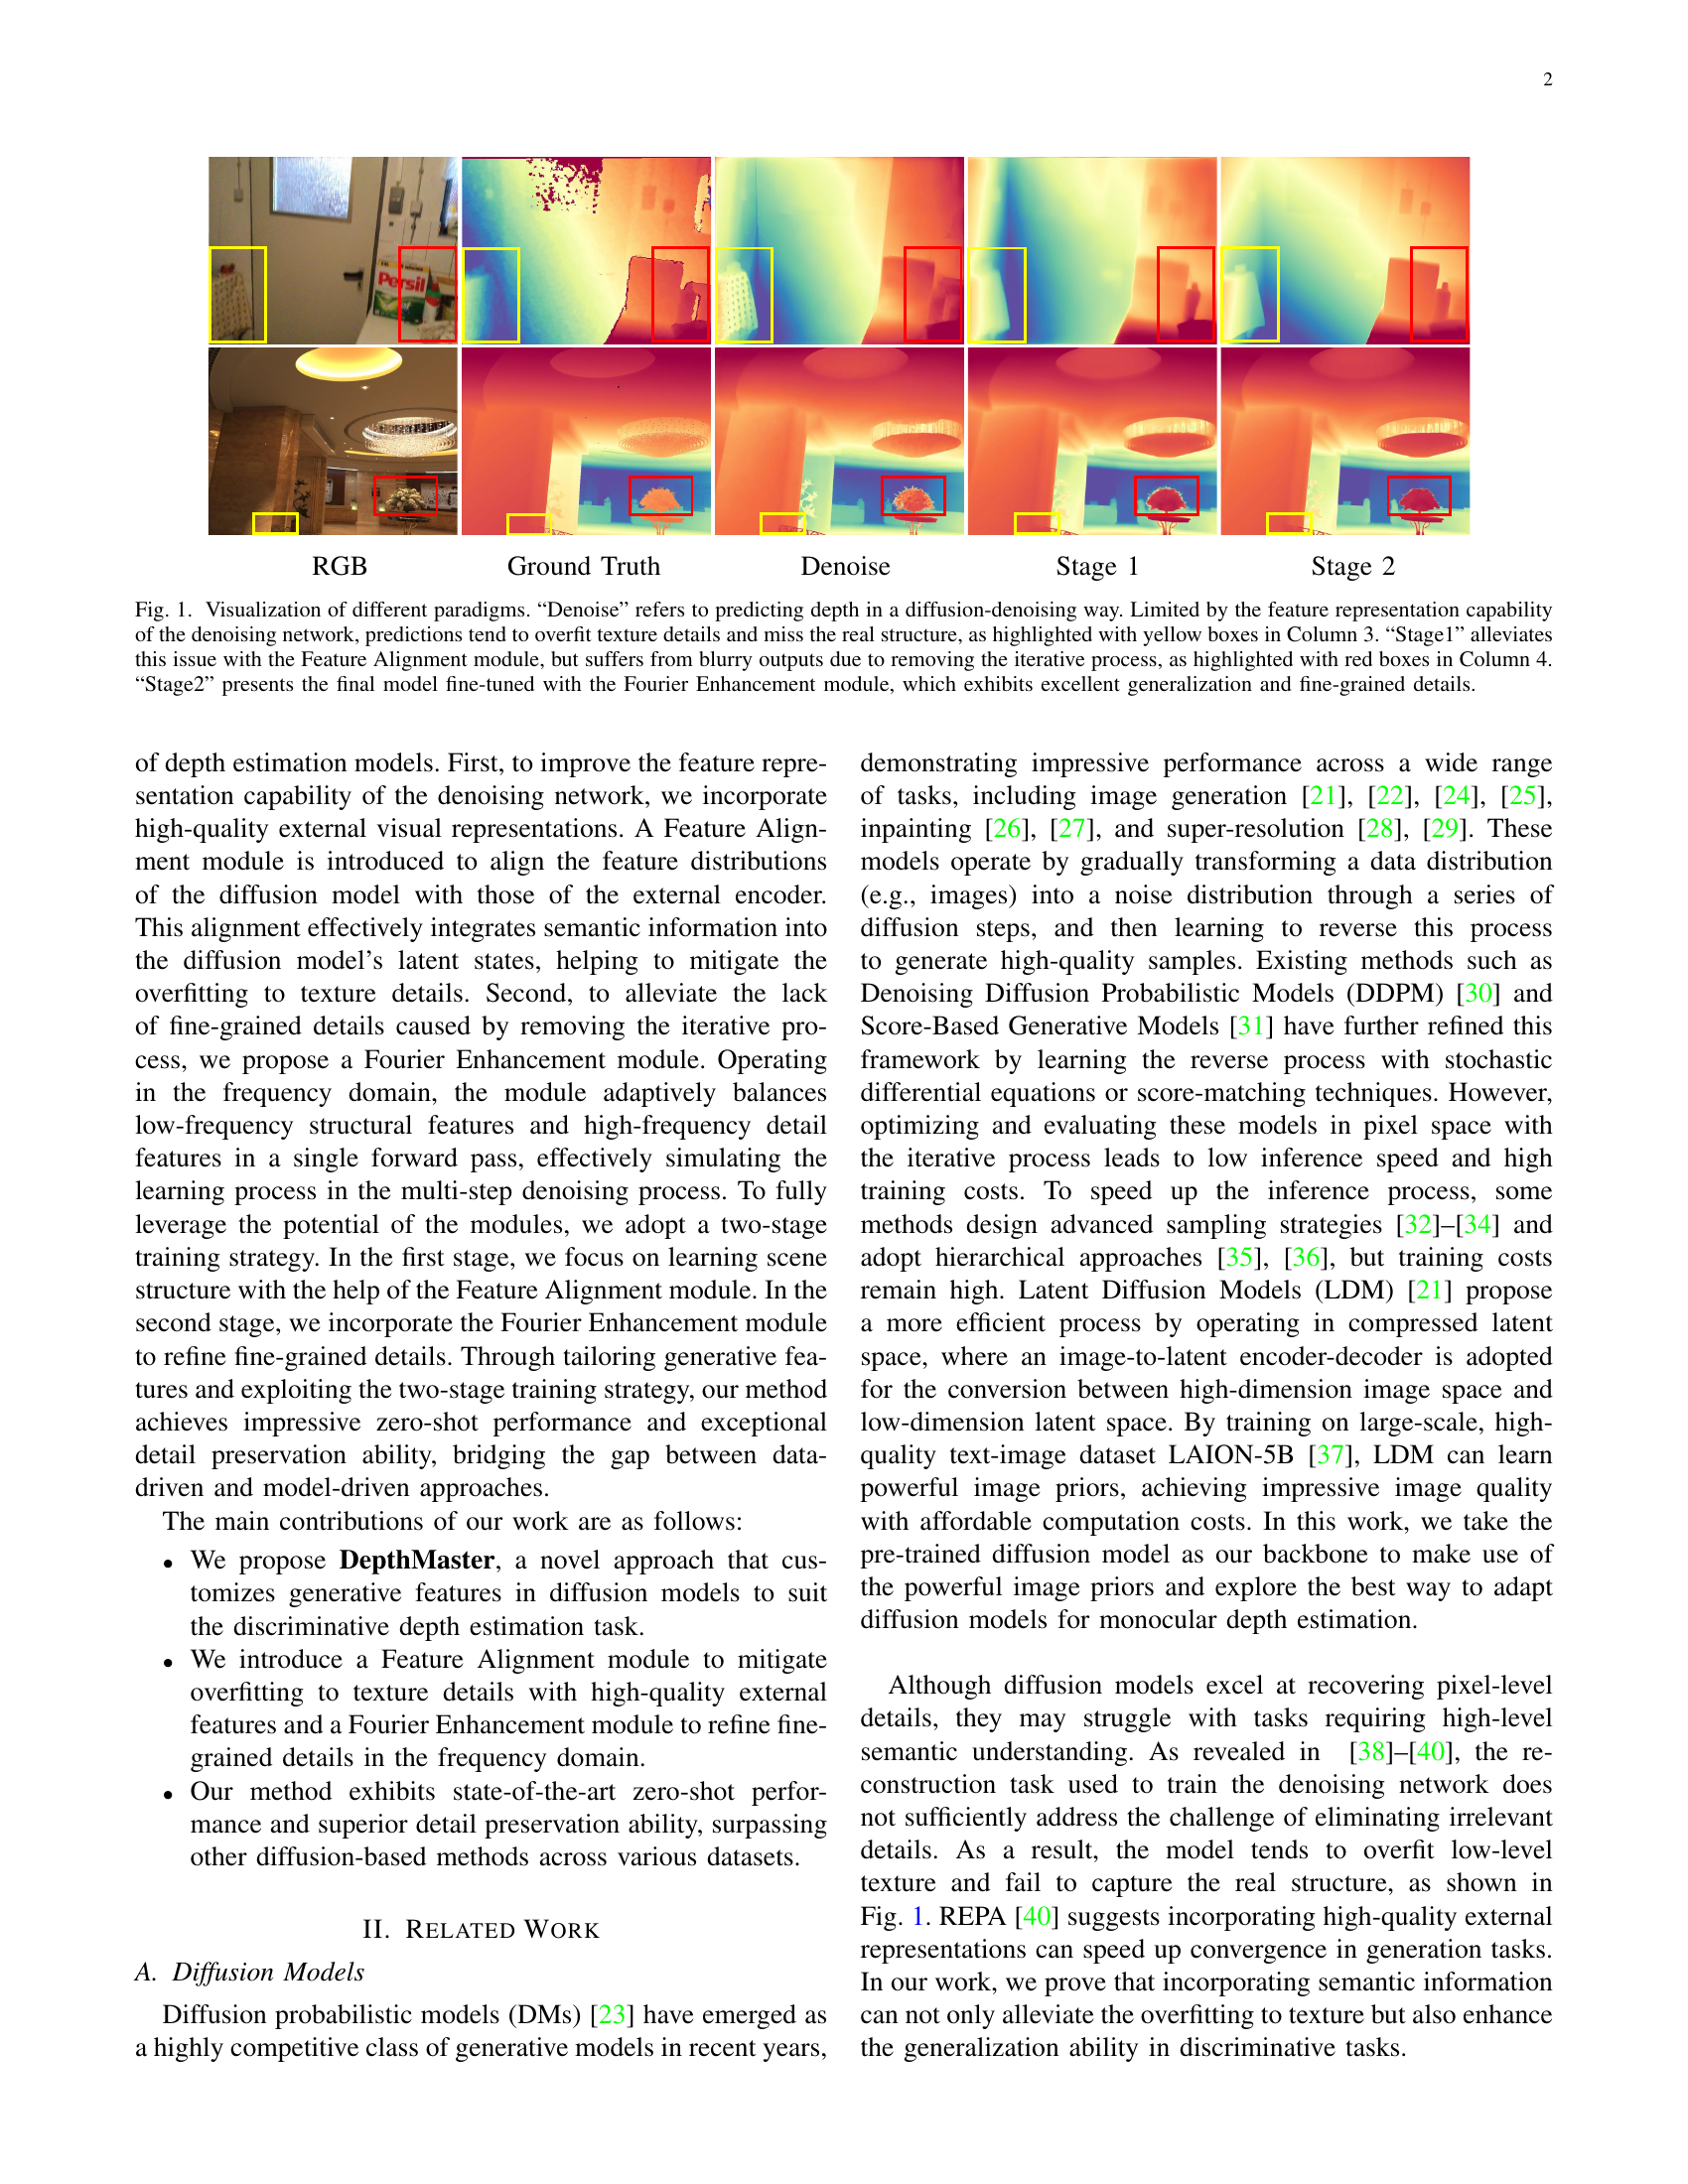 2
Persil
RGB Ground Truth Denoise Stage 1 Stage 2
Fig. 1. Visualization of different paradigms. “Denoise” refers to predicting depth in a diffusion-denoising way. Limited by the feature representation capability
of the denoising network, predictions tend to overfit texture details and miss the real structure, as highlighted with yellow boxes in Column 3. “Stage1” alleviates
this issue with the Feature Alignment module, but suffers from blurry outputs due to removing the iterative process, as highlighted with red boxes in Column 4.
“Stage2” presents the final model fine-tuned with the Fourier Enhancement module, which exhibits excellent generalization and fine-grained details.
of depth estimation models. First, to improve the feature repre-
sentation capability of the denoising network, we incorporate
high-quality external visual representations. A Feature Align-
ment module is introduced to align the feature distributions
of the diffusion model with those of the external encoder.
This alignment effectively integrates semantic information into
the diffusion model’s latent states, helping to mitigate the
overfitting to texture details. Second, to alleviate the lack
of fine-grained details caused by removing the iterative pro-
cess, we propose a Fourier Enhancement module. Operating
in the frequency domain, the module adaptively balances
low-frequency structural features and high-frequency detail
features in a single forward pass, effectively simulating the
learning process in the multi-step denoising process. To fully
leverage the potential of the modules, we adopt a two-stage
training strategy. In the first stage, we focus on learning scene
structure with the help of the Feature Alignment module. In the
second stage, we incorporate the Fourier Enhancement module
to refine fine-grained details. Through tailoring generative fea-
tures and exploiting the two-stage training strategy, our method
achieves impressive zero-shot performance and exceptional
detail preservation ability, bridging the gap between data-
driven and model-driven approaches.
The main contributions of our work are as follows:
• We propose DepthMaster, a novel approach that cus-
tomizes generative features in diffusion models to suit
the discriminative depth estimation task.
• We introduce a Feature Alignment module to mitigate
overfitting to texture details with high-quality external
features and a Fourier Enhancement module to refine fine-
grained details in the frequency domain.
• Our method exhibits state-of-the-art zero-shot perfor-
mance and superior detail preservation ability, surpassing
other diffusion-based methods across various datasets.
II. RELATED WORK
A. Diffusion Models
Diffusion probabilistic models (DMs) [23] have emerged as
a highly competitive class of generative models in recent years,
demonstrating impressive performance across a wide range
of tasks, including image generation [21], [22], [24], [25],
inpainting [26], [27], and super-resolution [28], [29]. These
models operate by gradually transforming a data distribution
(e.g., images) into a noise distribution through a series of
diffusion steps, and then learning to reverse this process
to generate high-quality samples. Existing methods such as
Denoising Diffusion Probabilistic Models (DDPM) [30] and
Score-Based Generative Models [31] have further refined this
framework by learning the reverse process with stochastic
differential equations or score-matching techniques. However,
optimizing and evaluating these models in pixel space with
the iterative process leads to low inference speed and high
training costs. To speed up the inference process, some
methods design advanced sampling strategies [32]–[34] and
adopt hierarchical approaches [35], [36], but training costs
remain high. Latent Diffusion Models (LDM) [21] propose
a more efficient process by operating in compressed latent
space, where an image-to-latent encoder-decoder is adopted
for the conversion between high-dimension image space and
low-dimension latent space. By training on large-scale, high-
quality text-image dataset LAION-5B [37], LDM can learn
powerful image priors, achieving impressive image quality
with affordable computation costs. In this work, we take the
pre-trained diffusion model as our backbone to make use of
the powerful image priors and explore the best way to adapt
diffusion models for monocular depth estimation.
Although diffusion models excel at recovering pixel-level
details, they may struggle with tasks requiring high-level
semantic understanding. As revealed in [38]–[40], the re-
construction task used to train the denoising network does
not sufficiently address the challenge of eliminating irrelevant
details. As a result, the model tends to overfit low-level
texture and fail to capture the real structure, as shown in
Fig. 1. REPA [40] suggests incorporating high-quality external
representations can speed up convergence in generation tasks.
In our work, we prove that incorporating semantic information
can not only alleviate the overfitting to texture but also enhance
the generalization ability in discriminative tasks.